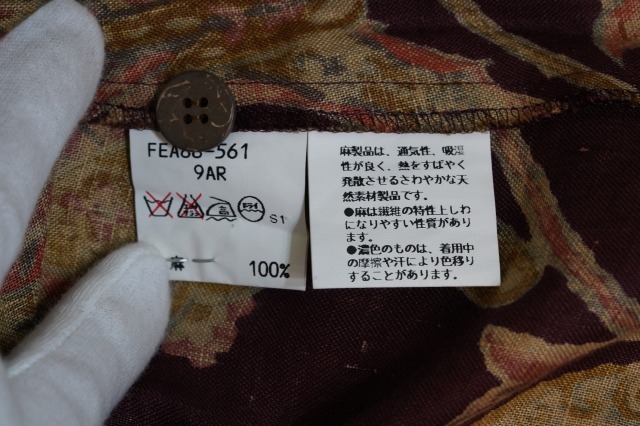 FEA68-561
9AR
S1
麻 100%
麻製品は、通気性、吸湿
性が良く、熱をすばやく
発散させるさわやかな天
然素材製品です。
●麻は繊維の特性上しわ
になりやすい性質があり
ます。
●濃色のものは、着用中
の摩擦や汗により色移り
することがあります。